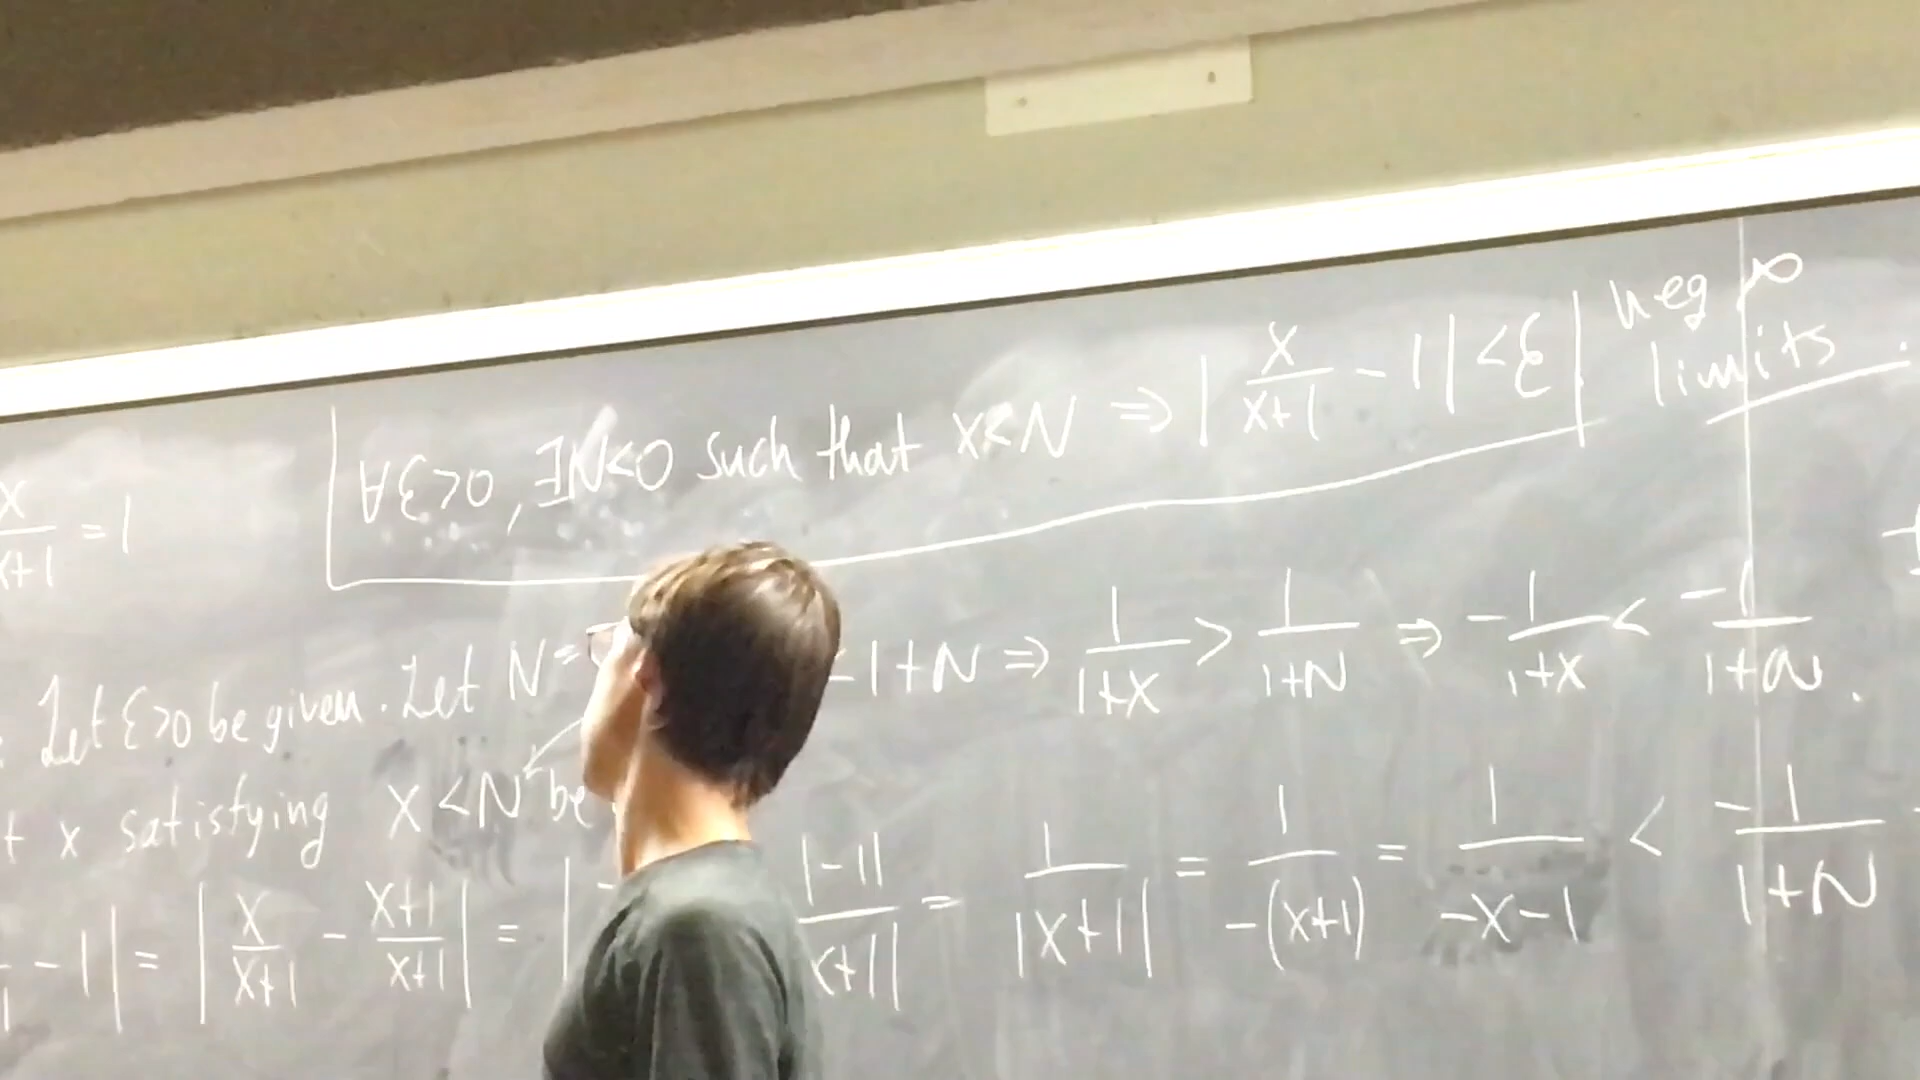 neg ∞
limits.
∀ε>0, ∃N<0 such that x<N ⇒ | x/(x+1) - 1 | < ε
x/(x+1) = 1
Let ε>0 be given. Let N= -1+N ⇒ 1/(1+x) > 1/(1+N) ⇒ -1/(1+x) < -1/(1+N).
x satisfying x<N be
-1| = | x/(x+1) - (x+1)/(x+1) | = | |-1|/|x+1| = 1/|x+1| = 1/-(x+1) = 1/(-x-1) < -1/(1+N)